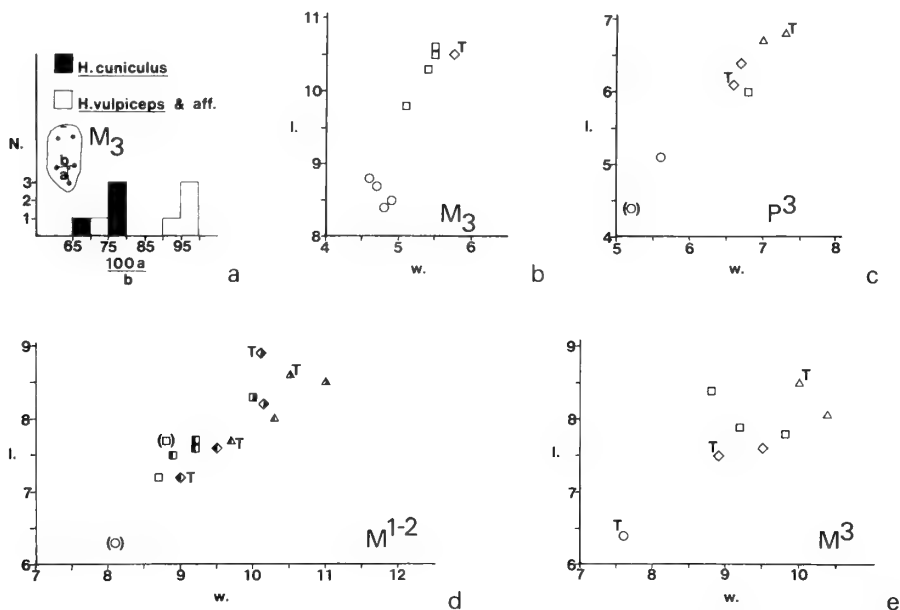 H. cuniculus
H. vulpiceps & aff.
N.
M3
b
a
3
2
1
65 75 85 95
100a
b
a
11
10
9
8
l.
T
M3
4 5 6
w.
b
7
6
5
4
l.
T
T
P3
5 6 7 8
w.
c
9
8
7
6
l.
T
T
T
T
M1-2
7 8 9 10 11 12
w.
d
9
8
7
6
l.
T
T
T
M3
7 8 9 10
w.
e